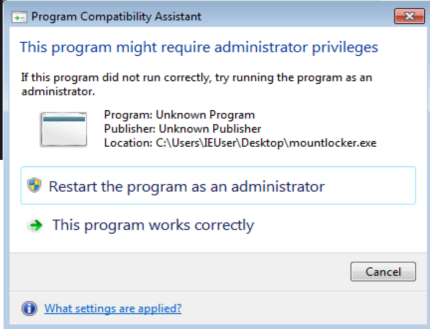 Program Compatibility Assistant
This program might require administrator privileges
If this program did not run correctly, try running the program as an
administrator.
Program: Unknown Program
Publisher: Unknown Publisher
Location: C:\Users\IEUser\Desktop\mountlocker.exe
Restart the program as an administrator
This program works correctly
Cancel
What settings are applied?